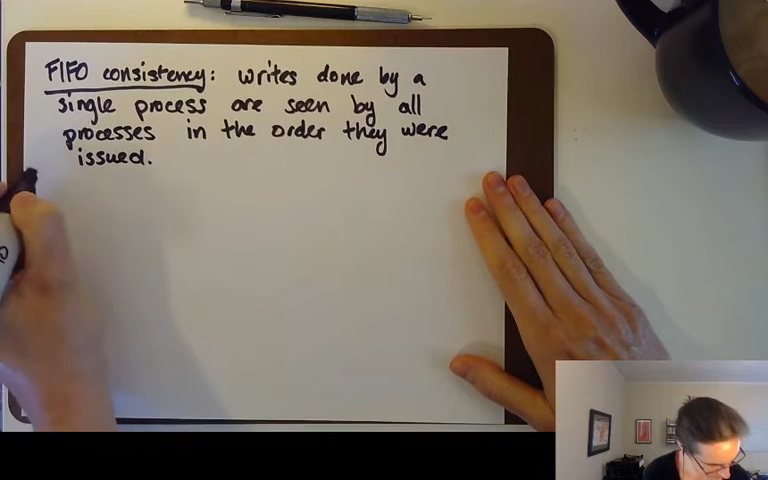 FIFO consistency: writes done by a
single process are seen by all
processes in the order they were
issued.